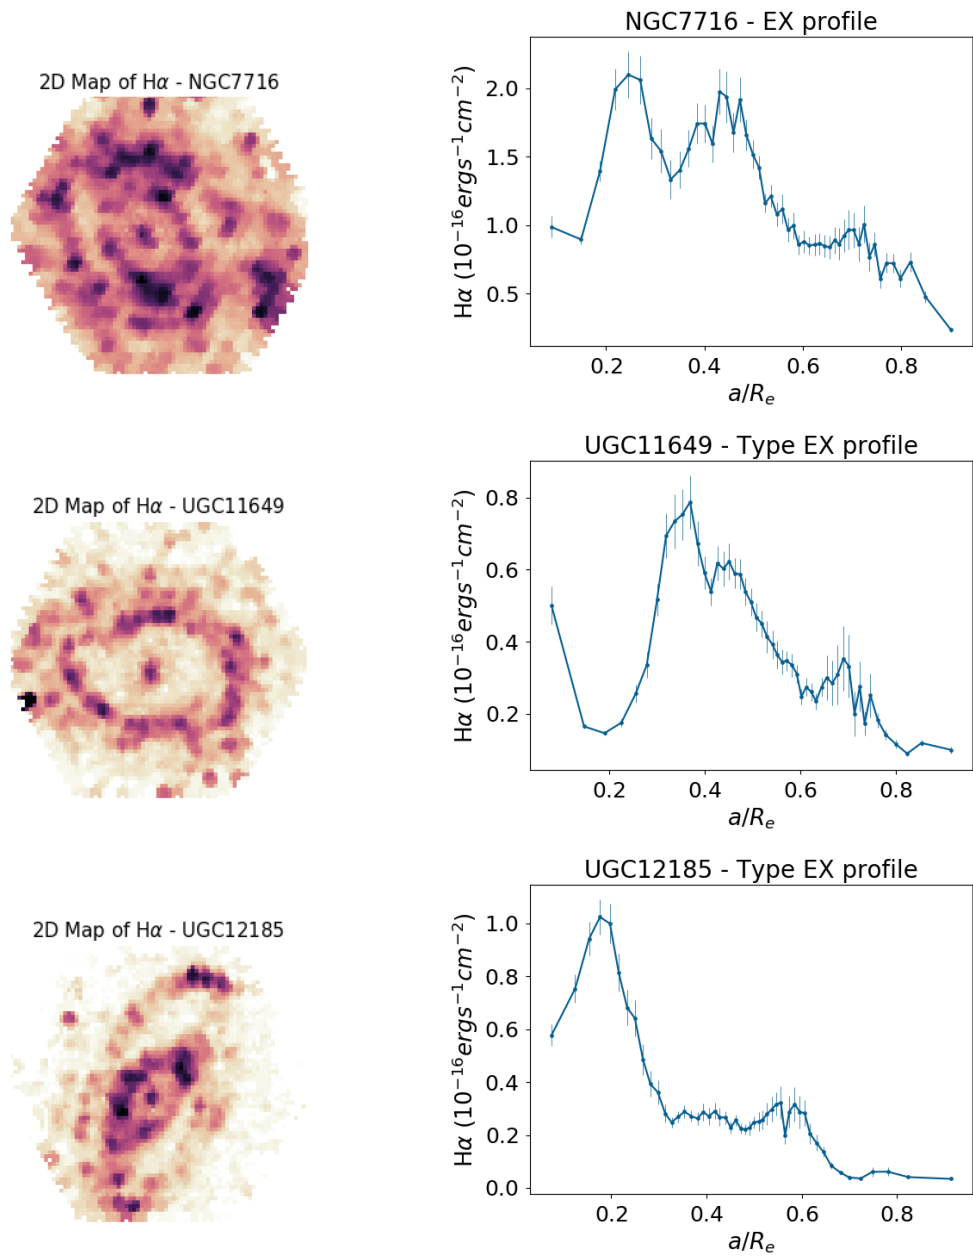 NGC7716 - EX profile
2D Map of Hα - NGC7716
2.0
1.5
1.0
0.5
Hα (10⁻¹⁶ergs⁻¹cm⁻²)
0.2 0.4 0.6 0.8
a/Rₑ
UGC11649 - Type EX profile
2D Map of Hα - UGC11649
0.8
0.6
0.4
0.2
Hα (10⁻¹⁶ergs⁻¹cm⁻²)
0.2 0.4 0.6 0.8
a/Rₑ
UGC12185 - Type EX profile
2D Map of Hα - UGC12185
1.0
0.8
0.6
0.4
0.2
0.0
Hα (10⁻¹⁶ergs⁻¹cm⁻²)
0.2 0.4 0.6 0.8
a/Rₑ